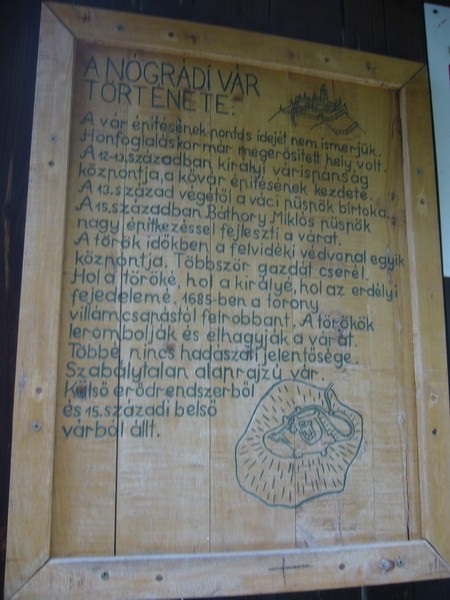 A NÓGRÁDI VÁR
TÖRTÉNETE.
A vár építésének pontos idejét nem ismerjük.
Honfoglaláskor már megerősített hely volt.
A 12-13.században királyi várispánság
központja, a kővár építésének kezdete.
A 13. század végétől a váci püspök birtoka.
A 15. században Báthory Miklós püspök
nagy építkezéssel fejleszti a várat.
A török időkben a felvidéki védvonal egyik
központja. Többször gazdát cserél.
Hol a töröké, hol a királyé, hol az erdélyi
fejedelemé. 1685-ben a torony
villámcsapástól felrobbant. A törökök
lerombolják és elhagyják a várat.
Többé nincs hadászati jelentősége.
Szabálytalan alaprajzú vár.
Külső erődrendszerből
és 15. századi belső
várból állt.